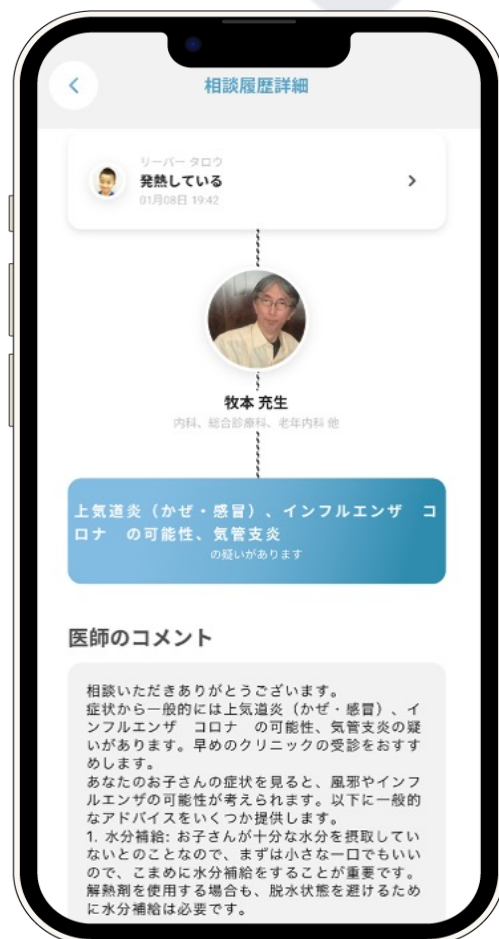 相談履歴詳細
リーバー タロウ
発熱している
01月08日 19:42
牧本 充生
内科、総合診療科、老年内科 他
上気道炎（かぜ・感冒）、インフルエンザ　コ
ロナ　の可能性、気管支炎
の疑いがあります
医師のコメント
相談いただきありがとうございます。
症状から一般的には上気道炎（かぜ・感冒）、イ
ンフルエンザ　コロナ　の可能性、気管支炎の疑
いがあります。早めのクリニックの受診をおすす
めします。
あなたのお子さんの症状を見ると、風邪やインフ
ルエンザの可能性が考えられます。以下に一般的
なアドバイスをいくつか提供します。
1. 水分補給: お子さんが十分な水分を摂取してい
ないとのことなので、まずは小さな一口でもいい
ので、こまめに水分補給をすることが重要です。
解熱剤を使用する場合も、脱水状態を避けるため
に水分補給は必要です。